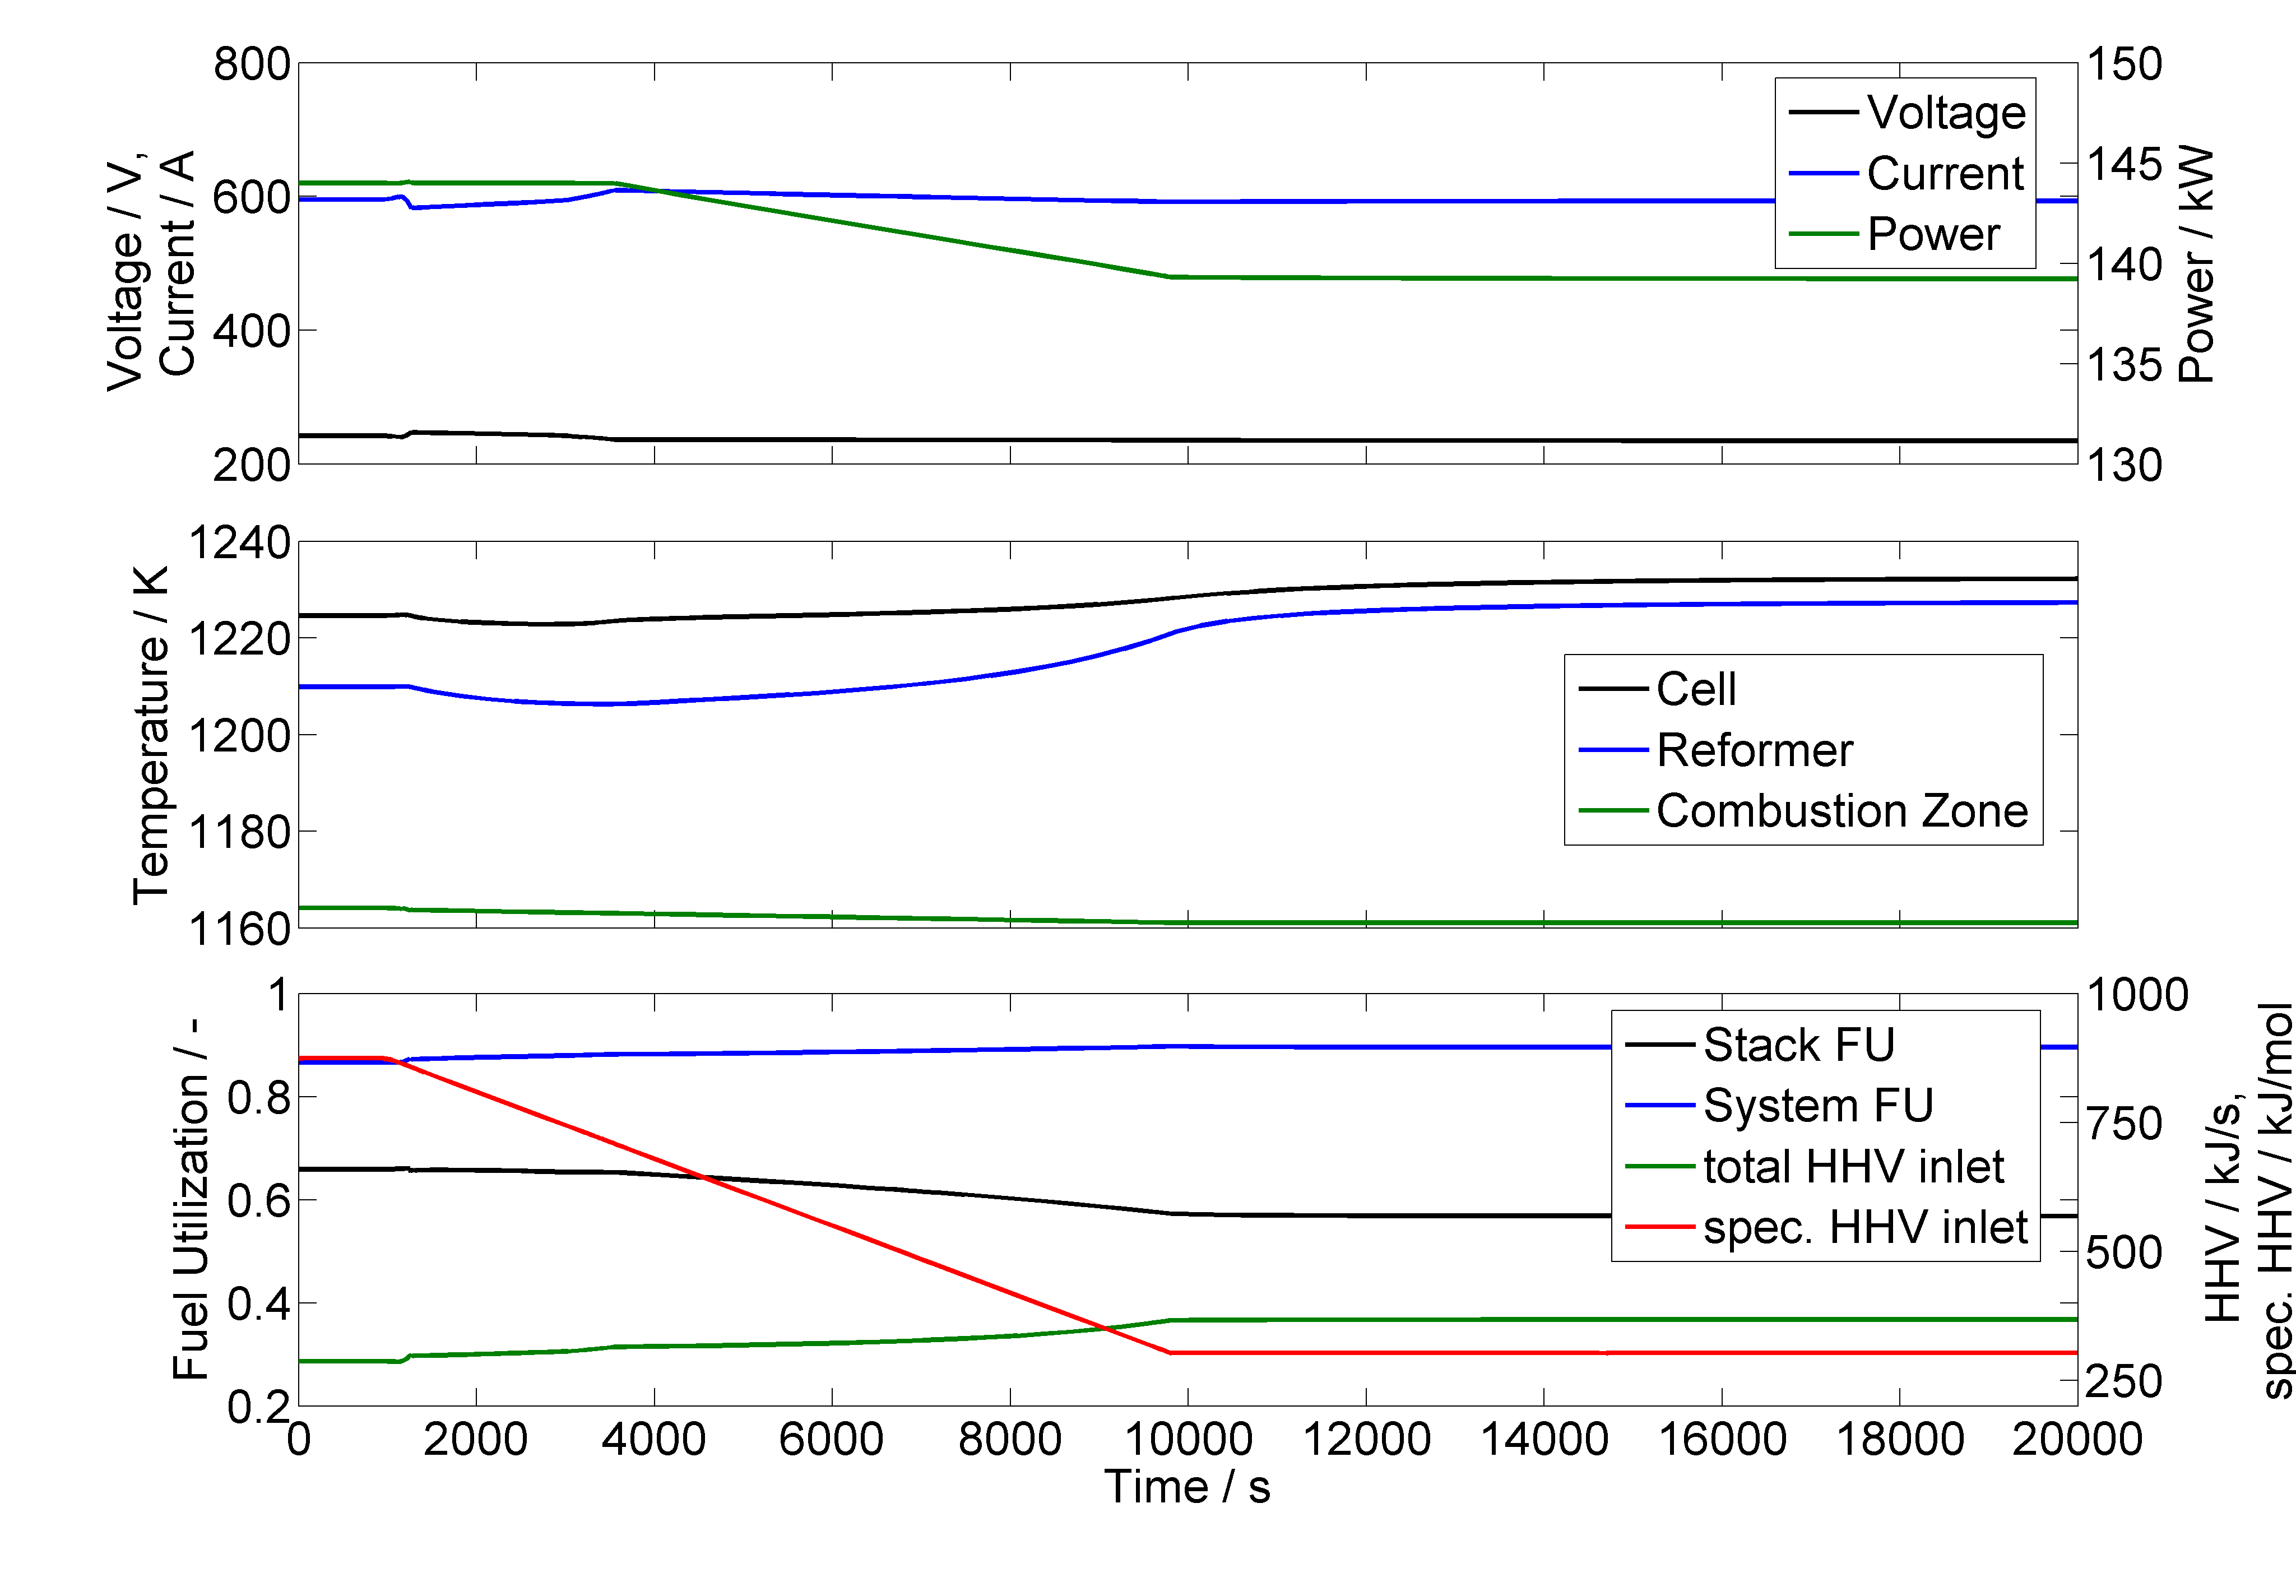 800
600
400
200
Voltage / V,
Current / A
150
145
140
135
130
Power / kW
Voltage
Current
Power
1240
1220
1200
1180
1160
Temperature / K
Cell
Reformer
Combustion Zone
1
0.8
0.6
0.4
0.2
Fuel Utilization / -
1000
750
500
250
HHV / kJ/s,
spec. HHV / kJ/mol
Stack FU
System FU
total HHV inlet
spec. HHV inlet
0 2000 4000 6000 8000 10000 12000 14000 16000 18000 20000
Time / s